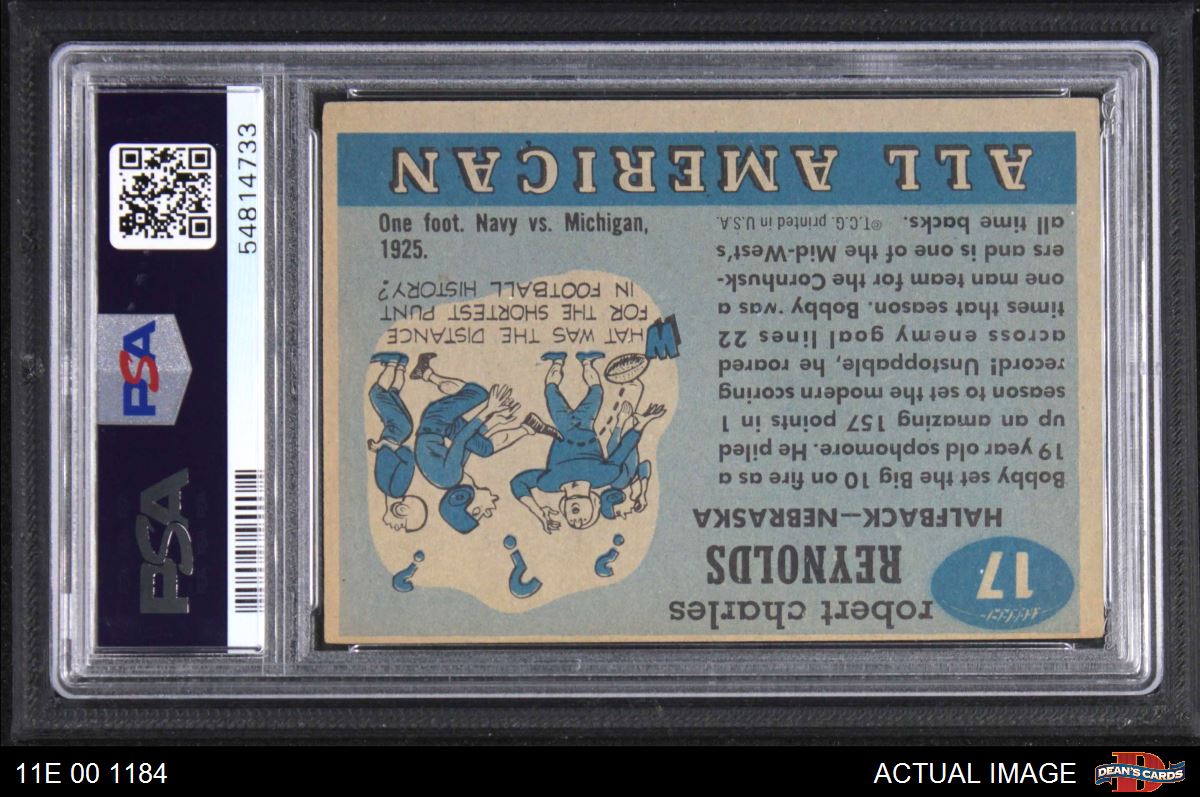 17
robert charles
REYNOLDS
HALFBACK—NEBRASKA
Bobby set the Big 10 on fire as a
19 year old sophomore. He piled
up an amazing 157 points in 1
season to set the modern scoring
record! Unstoppable, he roared
across enemy goal lines 22
times that season. Bobby was a
one man team for the Cornhusk-
ers and is one of the Mid-West's
all time backs. ©T.C.G. printed in U.S.A.
? ? ?
WHAT WAS THE DISTANCE
FOR THE SHORTEST PUNT
IN FOOTBALL HISTORY?
One foot. Navy vs. Michigan,
1925.
ALL AMERICAN
54814733
PSA
PSA
11E 00 1184
ACTUAL IMAGE
D
DEAN'S CARDS